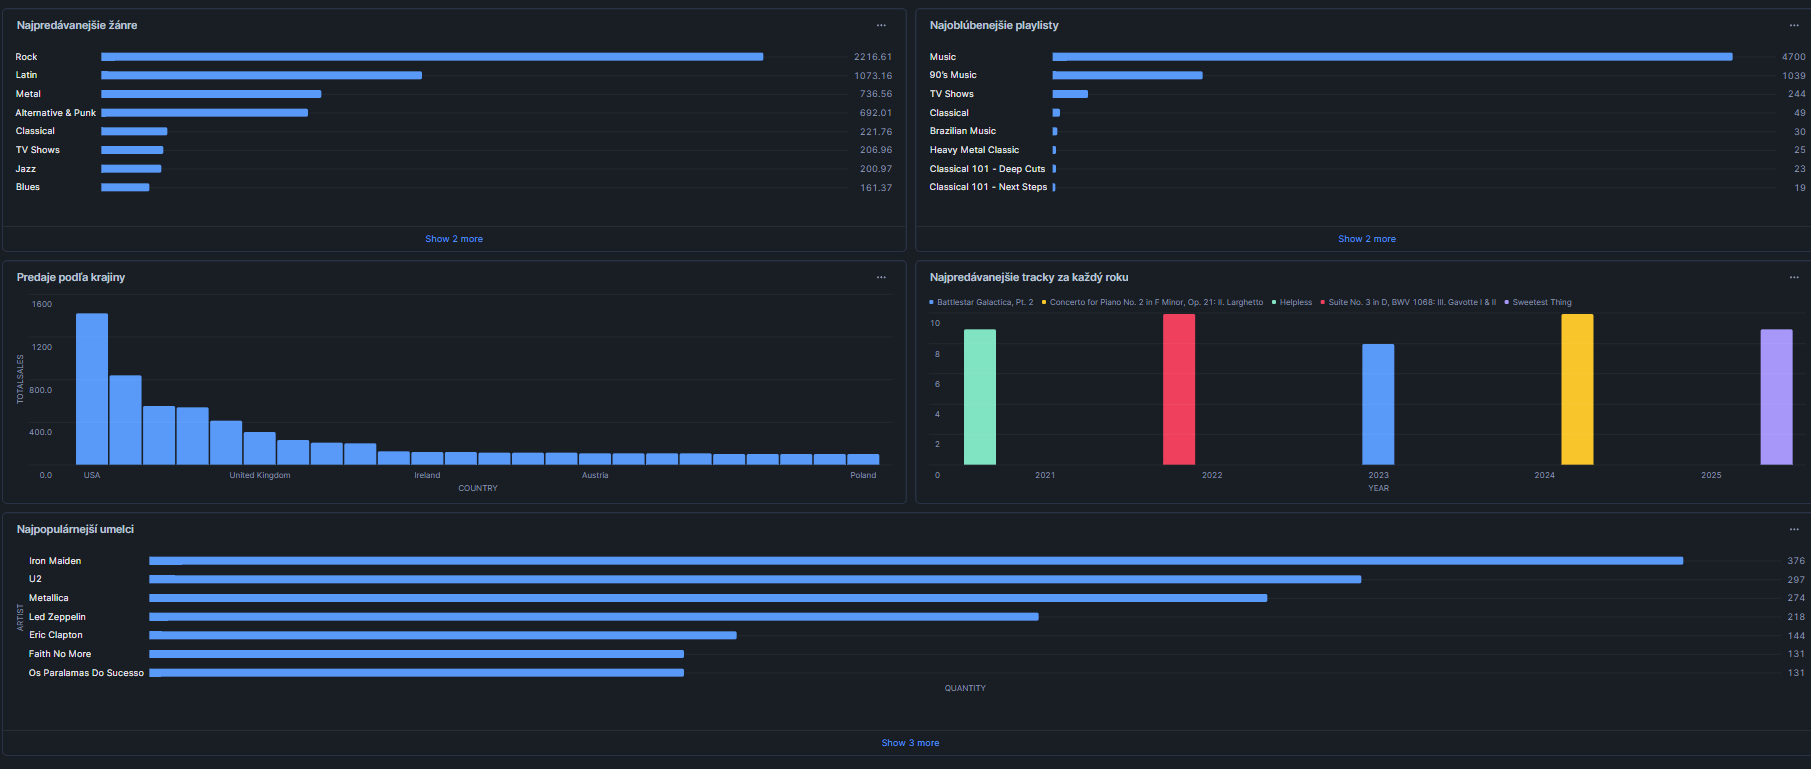 Najpredávanejšie žánre
...
Rock 2216.61
Latin 1073.16
Metal 736.56
Alternative & Punk 692.01
Classical 221.76
TV Shows 206.96
Jazz 200.97
Blues 161.37
Show 2 more
Najobľúbenejšie playlisty
...
Music 4700
90's Music 1039
TV Shows 244
Classical 49
Brazilian Music 30
Heavy Metal Classic 25
Classical 101 - Deep Cuts 23
Classical 101 - Next Steps 19
Show 2 more
Predaje podľa krajiny
...
TOTALSALES
1600
1200
800.0
400.0
0.0
USA United Kingdom Ireland Austria Poland
COUNTRY
Najpredávanejšie tracky za každý roku
...
Battlestar Galactica, Pt. 2 Concerto for Piano No. 2 in F Minor, Op. 21: II. Larghetto Helpless Suite No. 3 in D, BWV 1068: III. Gavotte I & II Sweetest Thing
10
8
6
4
2
0
2021 2022 2023 2024 2025
YEAR
Najpopulárnejší umelci
...
ARTIST
Iron Maiden 376
U2 297
Metallica 274
Led Zeppelin 218
Eric Clapton 144
Faith No More 131
Os Paralamas Do Sucesso 131
QUANTITY
Show 3 more